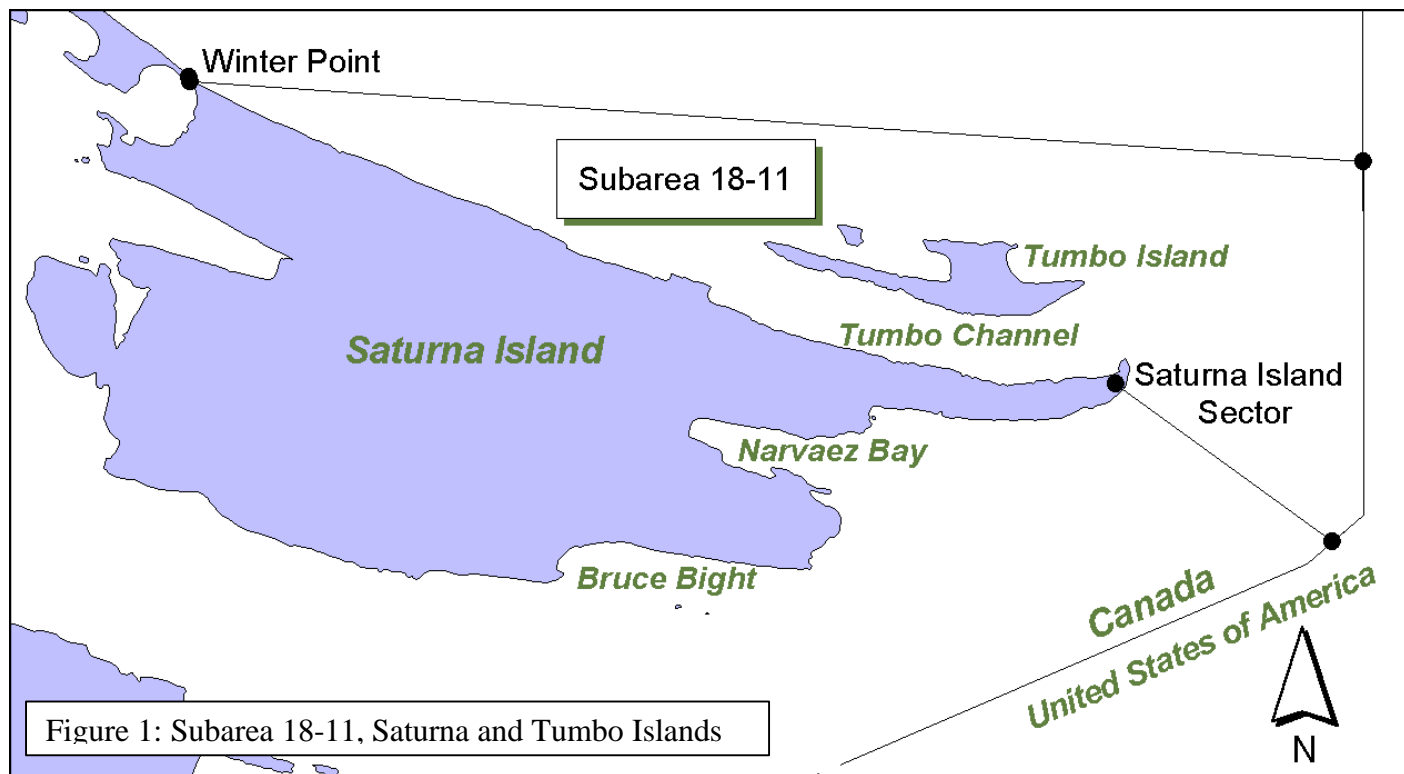 Winter Point
Subarea 18-11
Tumbo Island
Tumbo Channel
Saturna Island
Saturna Island
Sector
Narvaez Bay
Bruce Bight
Canada
United States of America
N
Figure 1: Subarea 18-11, Saturna and Tumbo Islands